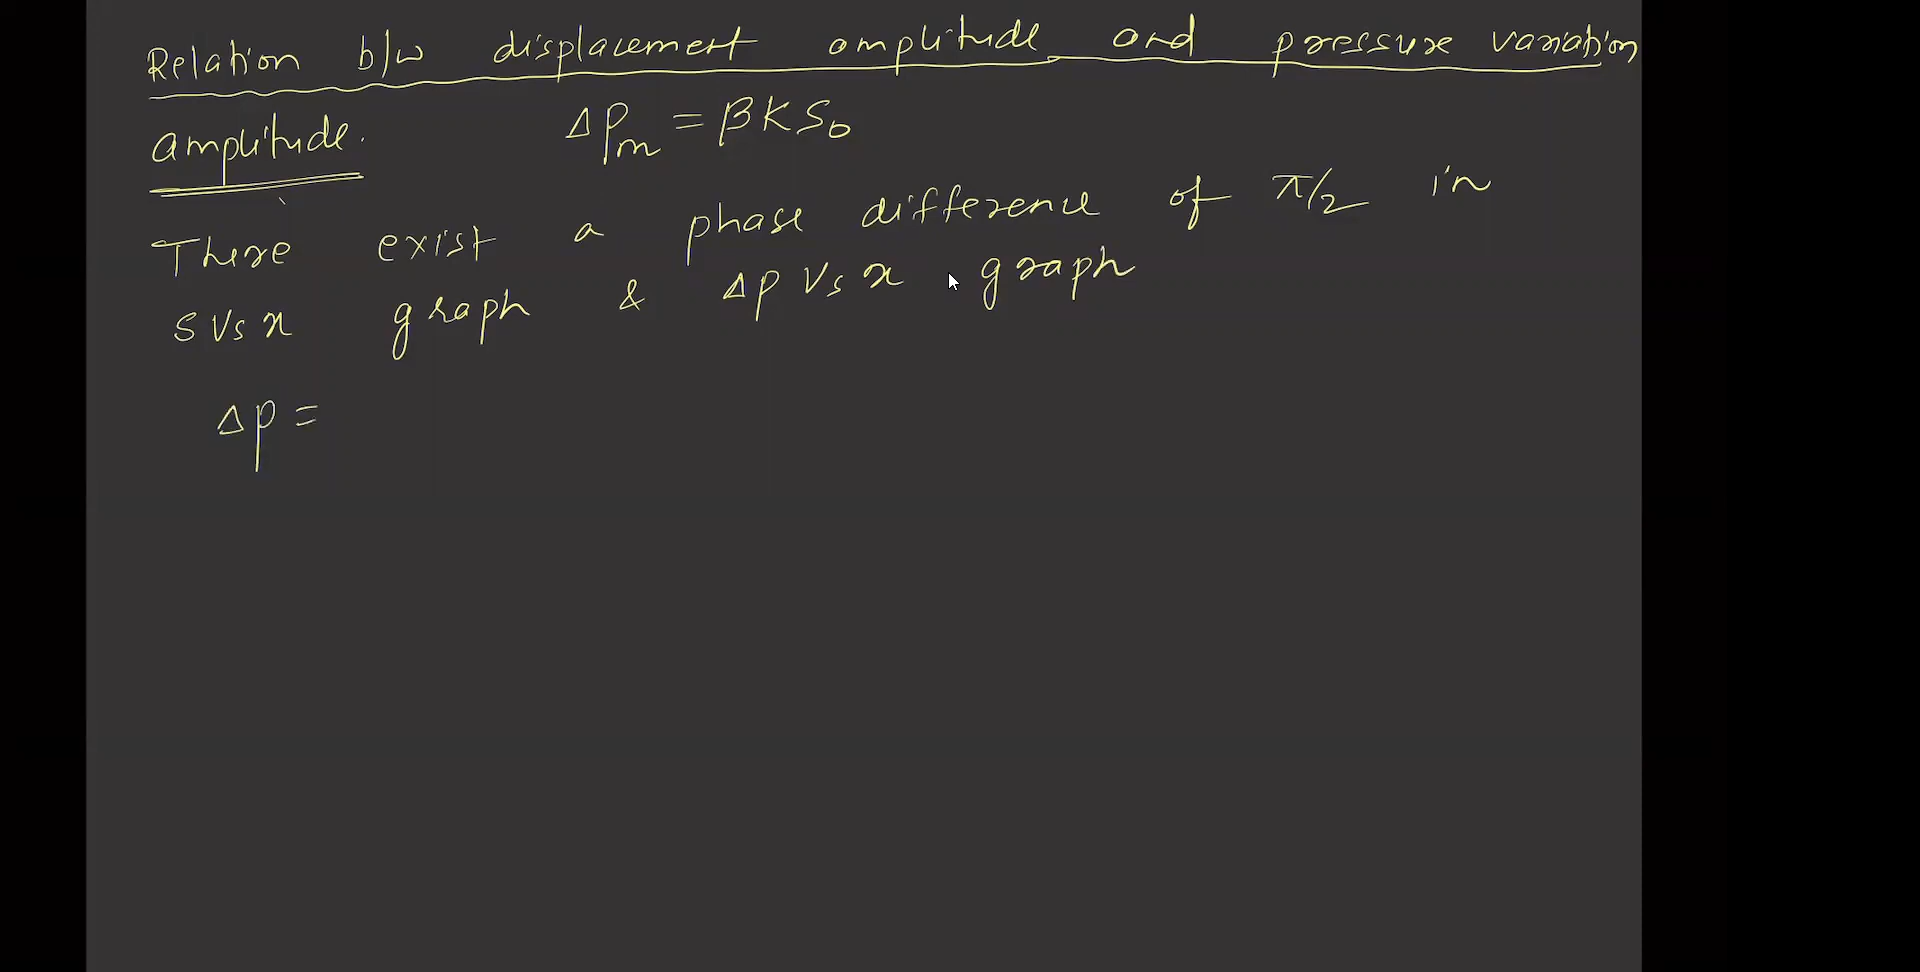 Relation b/w displacement amplitude and pressure variation
amplitude.
Δpₘ = βKS₀
There exist a phase difference of π/2 in
s Vs x graph & Δp Vs x graph
Δp =